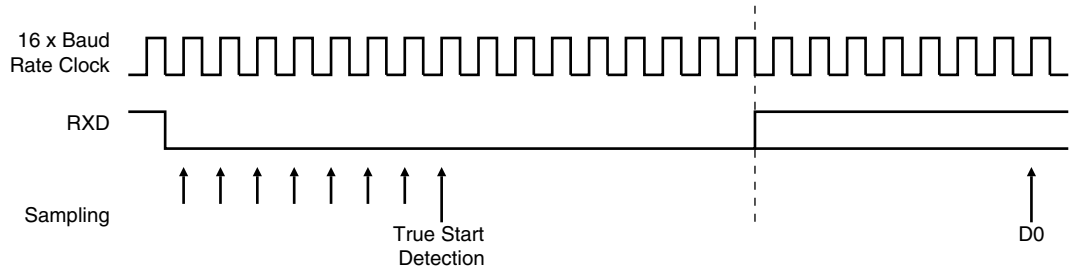 16 x Baud
Rate Clock
RXD
Sampling
True Start
Detection
D0